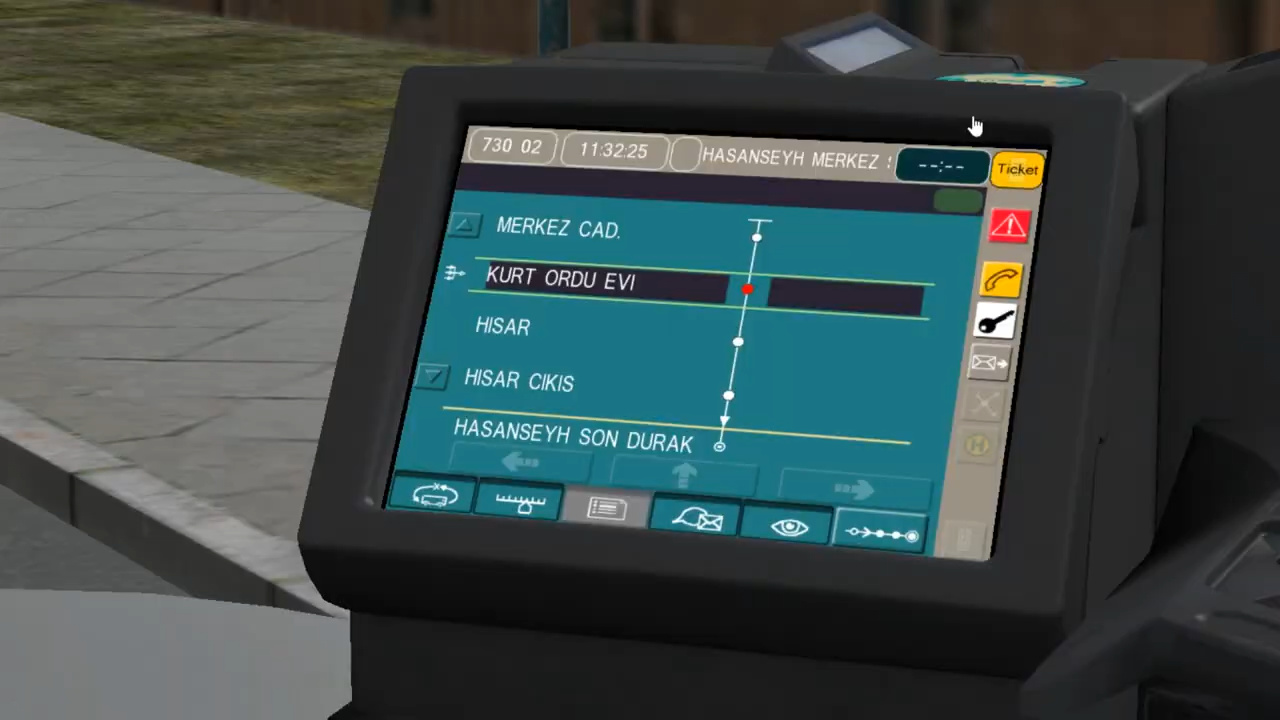 730 02 11:32:25 HASANSEYH MERKEZ --:-- Ticket
MERKEZ CAD.
KURT ORDU EVI
HISAR
HISAR CIKIS
HASANSEYH SON DURAK